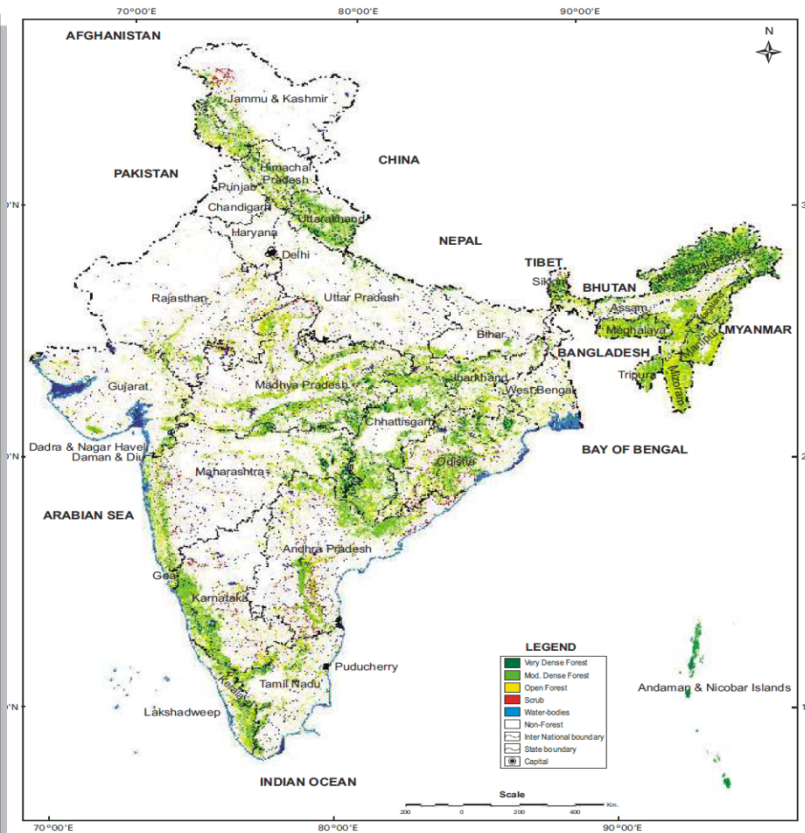 70°00'E 80°00'E 90°00'E
AFGHANISTAN
N
Jammu & Kashmir
CHINA
PAKISTAN
Himachal
Pradesh
Punjab
Chandigarh
Uttarakhand
Haryana
NEPAL
Delhi
TIBET
Sikkim
BHUTAN
Rajasthan
Uttar Pradesh
Assam
Nagaland
Bihar
Meghalaya
MYANMAR
Manipur
BANGLADESH
Gujarat
Madhya Pradesh
Jharkhand
Tripura
Mizoram
West Bengal
Chhattisgarh
Dadra & Nagar Haveli
Daman & Diu
BAY OF BENGAL
Maharashtra
Odisha
ARABIAN SEA
Andhra Pradesh
Goa
Karnataka
LEGEND
Very Dense Forest
Mod. Dense Forest
Open Forest
Scrub
Water-bodies
Non-Forest
Inter National boundary
State boundary
Capital
Puducherry
Kerala
Tamil Nadu
Andaman & Nicobar Islands
Lakshadweep
INDIAN OCEAN
Scale
200 0 200 400 Km.
70°00'E 80°00'E 90°00'E